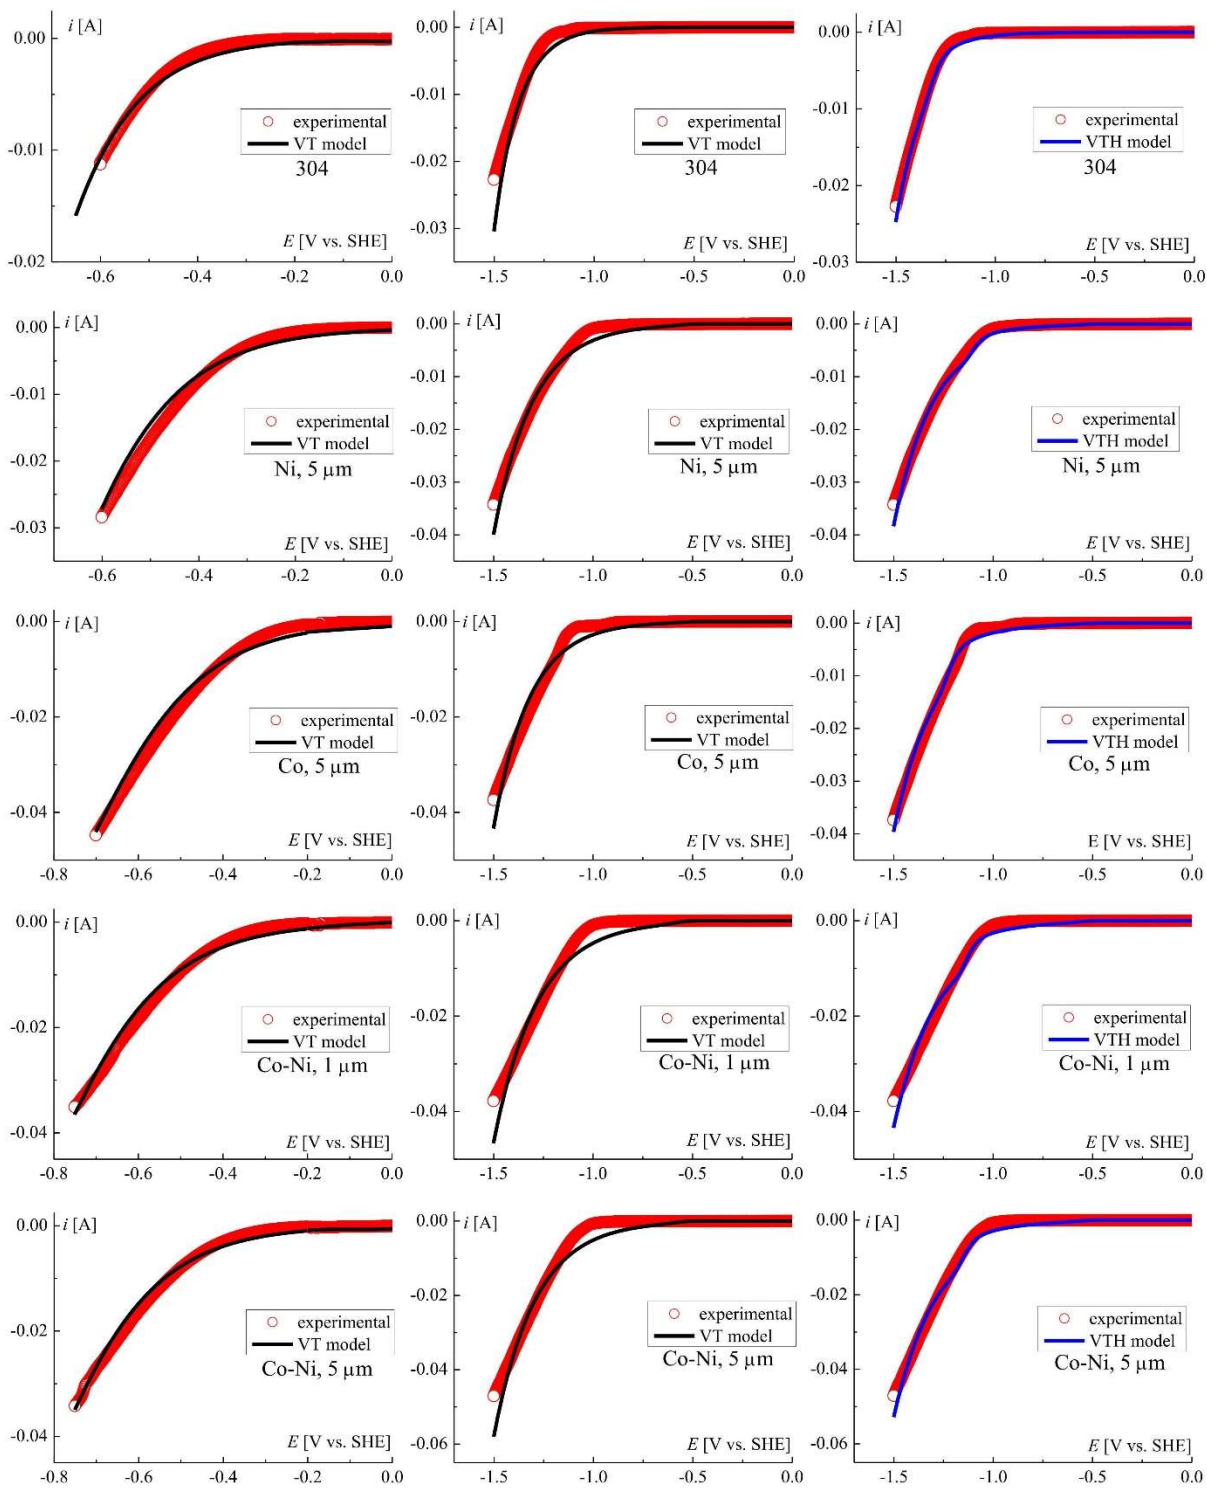 i [A]
0.00
experimental
VT model
-0.01
304
E [V vs. SHE]
-0.02
-0.6 -0.4 -0.2 0.0
i [A]
0.00
-0.01
experimental
VT model
-0.02
304
-0.03
E [V vs. SHE]
-1.5 -1.0 -0.5 0.0
i [A]
0.00
-0.01
experimental
VTH model
304
-0.02
E [V vs. SHE]
-0.03
-1.5 -1.0 -0.5 0.0
i [A]
0.00
-0.01
experimental
VT model
-0.02
Ni, 5 µm
-0.03
E [V vs. SHE]
-0.6 -0.4 -0.2 0.0
i [A]
0.00
-0.01
exprimental
-0.02
VT model
Ni, 5 µm
-0.03
-0.04
E [V vs. SHE]
-1.5 -1.0 -0.5 0.0
i [A]
0.00
-0.01
experimental
-0.02
VTH model
Ni, 5 µm
-0.03
-0.04
E [V vs. SHE]
-1.5 -1.0 -0.5 0.0
i [A]
0.00
-0.02
experimental
VT model
Co, 5 µm
-0.04
E [V vs. SHE]
-0.8 -0.6 -0.4 -0.2 0.0
i [A]
0.00
-0.02
experimental
VT model
Co, 5 µm
-0.04
E [V vs. SHE]
-1.5 -1.0 -0.5 0.0
i [A]
0.00
-0.01
-0.02
experimental
VTH model
Co, 5 µm
-0.03
-0.04
E [V vs. SHE]
-1.5 -1.0 -0.5 0.0
i [A]
0.00
-0.02
experimental
VT model
Co-Ni, 1 µm
-0.04
E [V vs. SHE]
-0.8 -0.6 -0.4 -0.2 0.0
i [A]
0.00
-0.02
experimental
VT model
Co-Ni, 1 µm
-0.04
E [V vs. SHE]
-1.5 -1.0 -0.5 0.0
i [A]
0.00
-0.02
experimental
VTH model
Co-Ni, 1 µm
-0.04
E [V vs. SHE]
-1.5 -1.0 -0.5 0.0
i [A]
0.00
-0.02
experimental
VT model
Co-Ni, 5 µm
-0.04
E [V vs. SHE]
-0.8 -0.6 -0.4 -0.2 0.0
i [A]
0.00
-0.02
experimental
VT model
Co-Ni, 5 µm
-0.04
-0.06
E [V vs. SHE]
-1.5 -1.0 -0.5 0.0
i [A]
0.00
-0.02
experimental
VTH model
Co-Ni, 5 µm
-0.04
-0.06
E [V vs. SHE]
-1.5 -1.0 -0.5 0.0